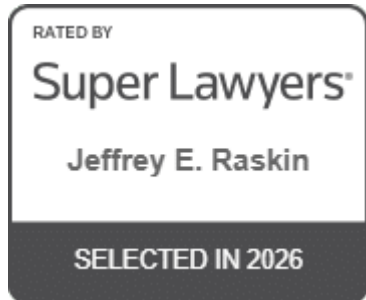 RATED BY
Super Lawyers®
Jeffrey E. Raskin
SELECTED IN 2026